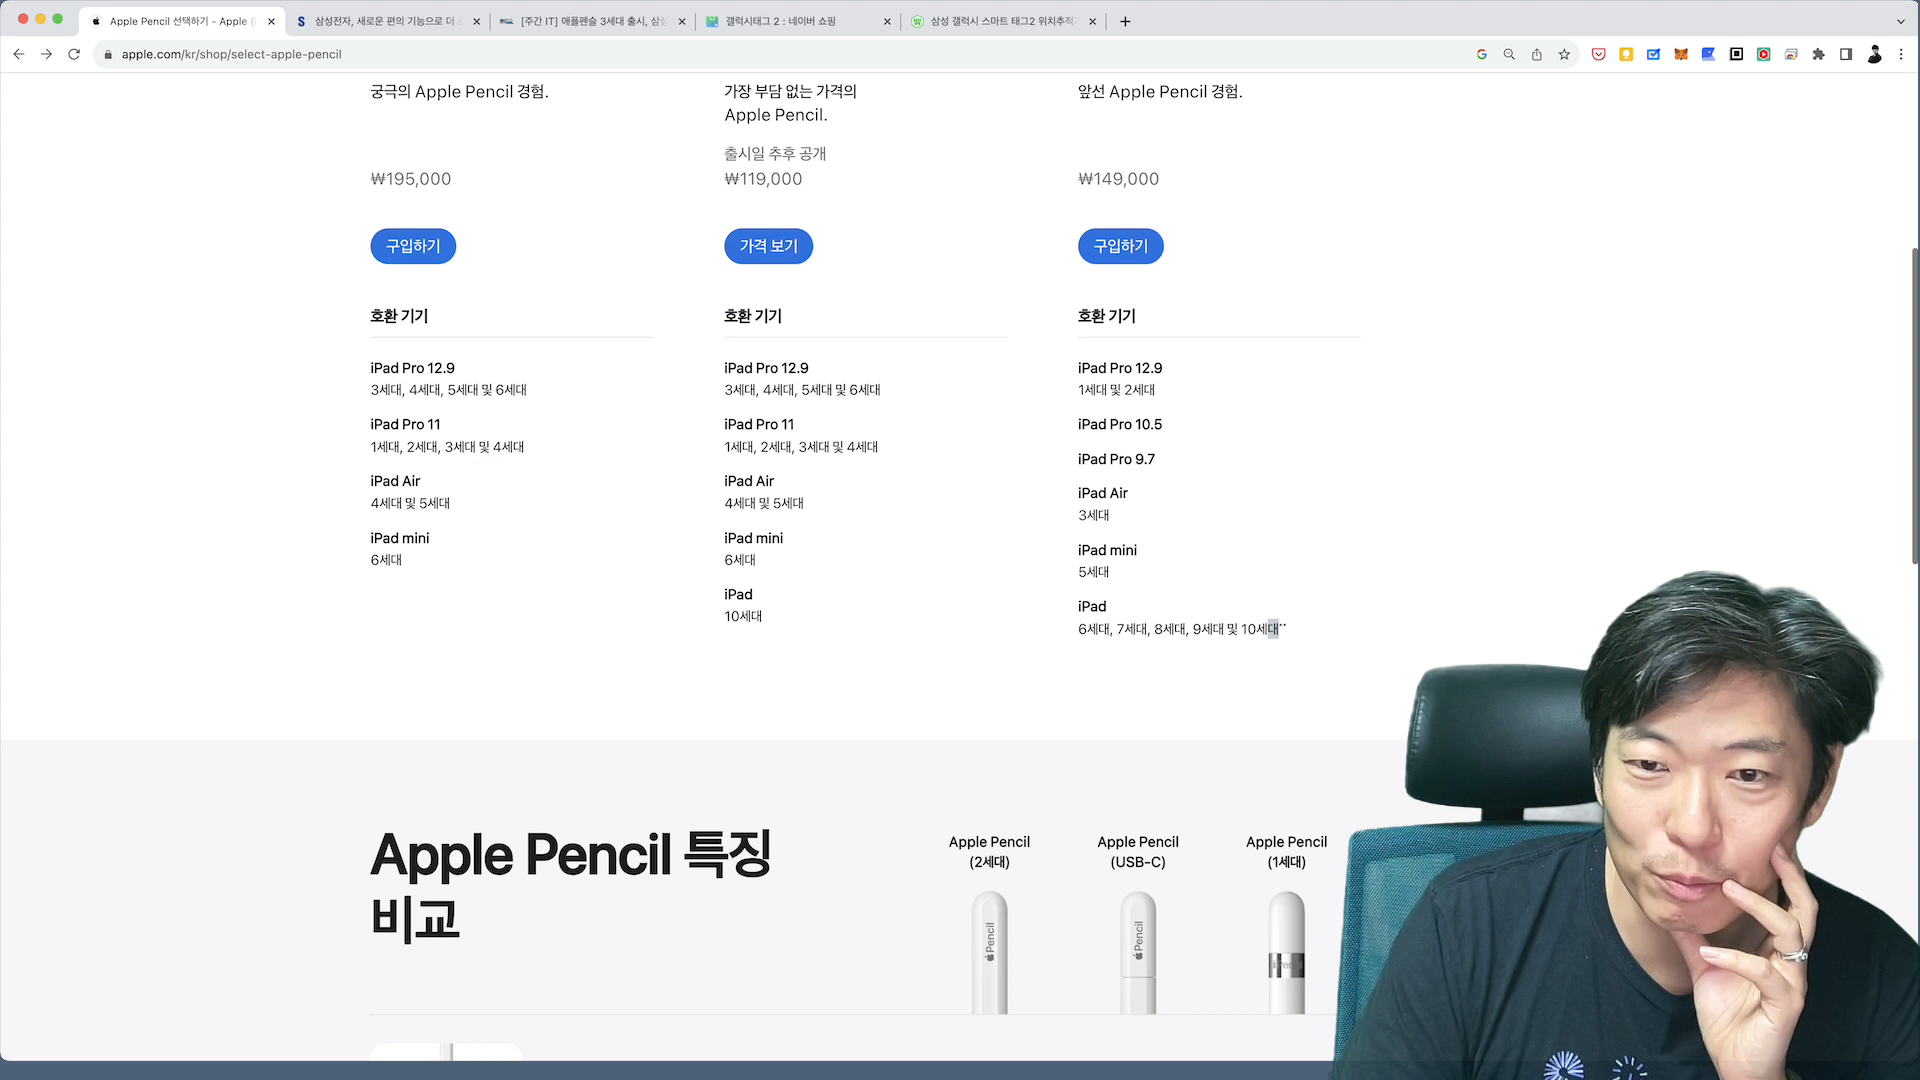 Apple Pencil 선택하기 - Apple (
삼성전자, 새로운 편의 기능으로 더
[주간 IT] 애플펜슬 3세대 출시, 삼성
갤럭시태그 2 : 네이버 쇼핑
삼성 갤럭시 스마트 태그2 위치추적
apple.com/kr/shop/select-apple-pencil
궁극의 Apple Pencil 경험.
₩195,000
구입하기
호환 기기
iPad Pro 12.9
3세대, 4세대, 5세대 및 6세대
iPad Pro 11
1세대, 2세대, 3세대 및 4세대
iPad Air
4세대 및 5세대
iPad mini
6세대
가장 부담 없는 가격의
Apple Pencil.
출시일 추후 공개
₩119,000
가격 보기
호환 기기
iPad Pro 12.9
3세대, 4세대, 5세대 및 6세대
iPad Pro 11
1세대, 2세대, 3세대 및 4세대
iPad Air
4세대 및 5세대
iPad mini
6세대
iPad
10세대
앞선 Apple Pencil 경험.
₩149,000
구입하기
호환 기기
iPad Pro 12.9
1세대 및 2세대
iPad Pro 10.5
iPad Pro 9.7
iPad Air
3세대
iPad mini
5세대
iPad
6세대, 7세대, 8세대, 9세대 및 10세대**
Apple Pencil 특징
비교
Apple Pencil
(2세대)
Apple Pencil
(USB-C)
Apple Pencil
(1세대)
Pencil
Pencil